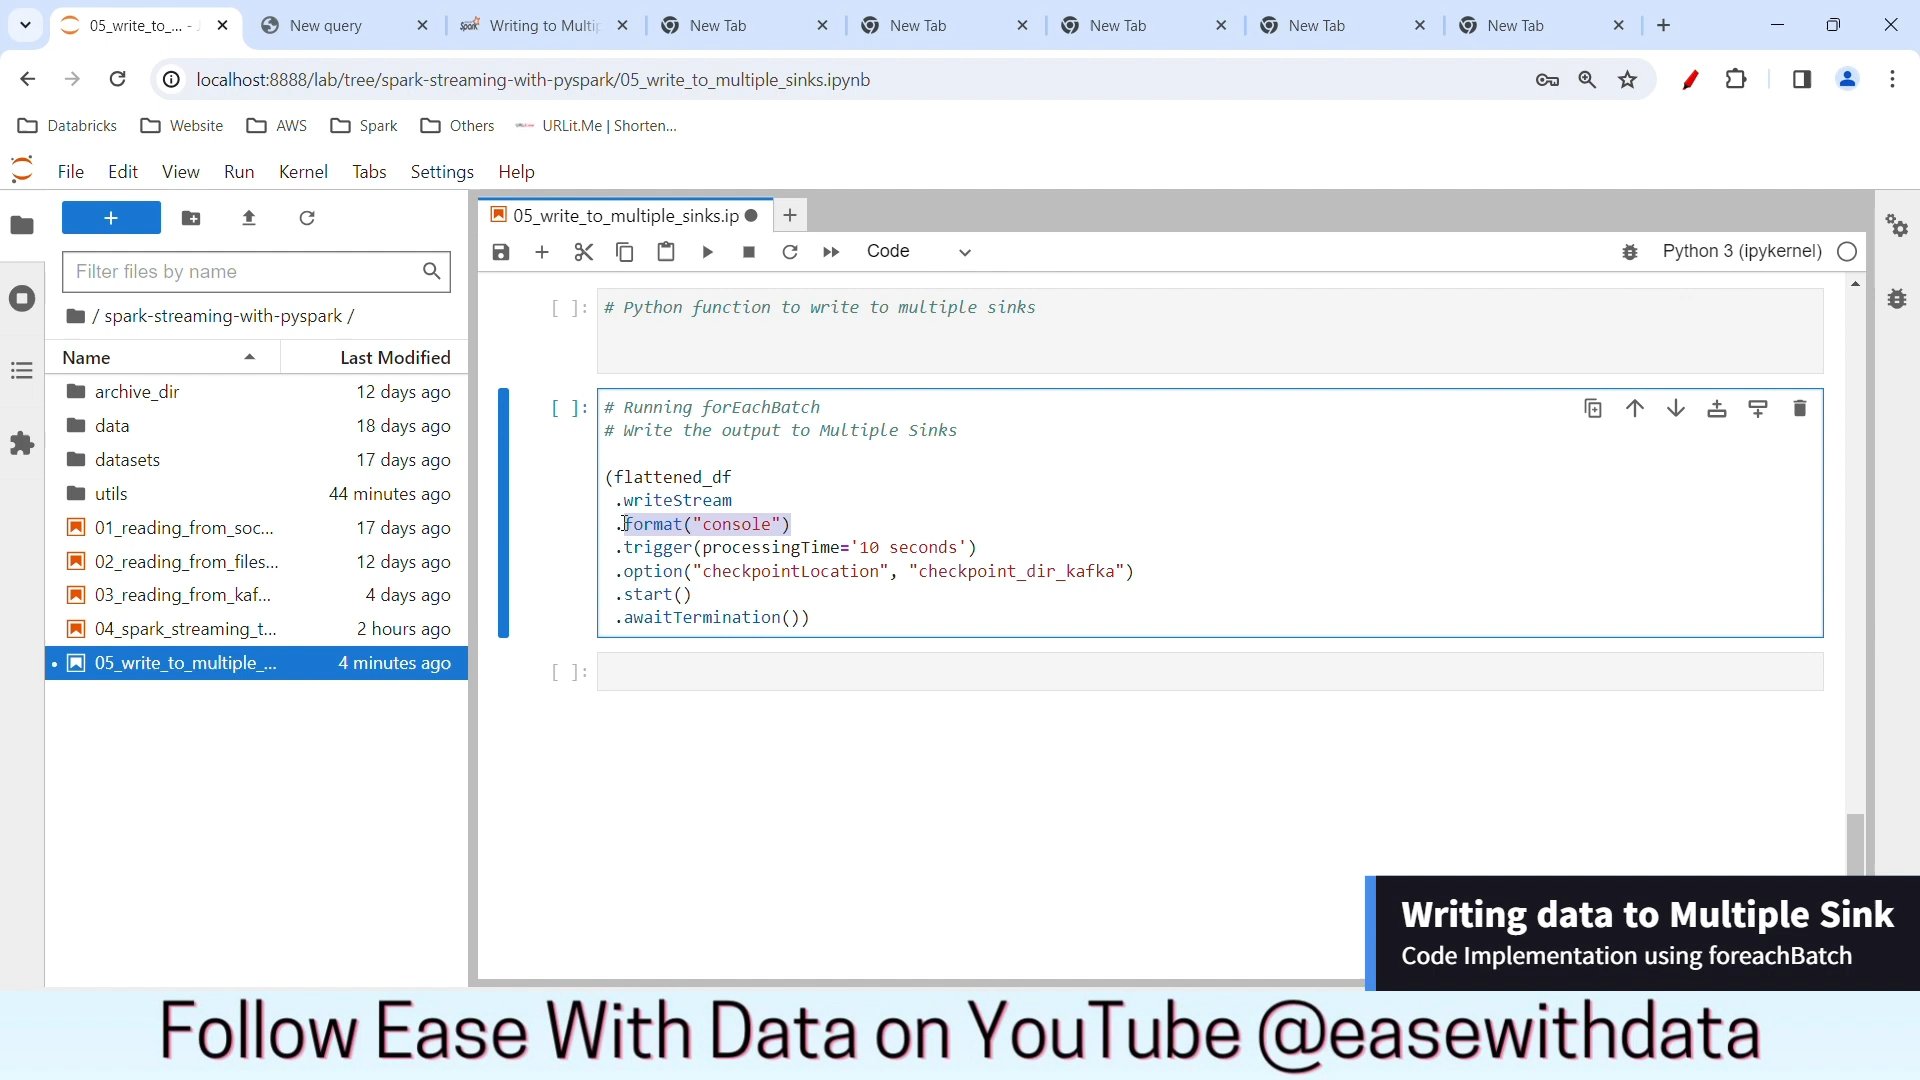 05_write_to_... - J
New query
Writing to Multip
New Tab
New Tab
New Tab
New Tab
New Tab
localhost:8888/lab/tree/spark-streaming-with-pyspark/05_write_to_multiple_sinks.ipynb
Databricks
Website
AWS
Spark
Others
URLit.Me | Shorten...
File
Edit
View
Run
Kernel
Tabs
Settings
Help
05_write_to_multiple_sinks.ip
Code
Python 3 (ipykernel)
Filter files by name
/ spark-streaming-with-pyspark /
Name
Last Modified
archive_dir 12 days ago
data 18 days ago
datasets 17 days ago
utils 44 minutes ago
01_reading_from_soc... 17 days ago
02_reading_from_files... 12 days ago
03_reading_from_kaf... 4 days ago
04_spark_streaming_t... 2 hours ago
05_write_to_multiple_... 4 minutes ago
[ ]: # Python function to write to multiple sinks
[ ]: # Running forEachBatch
# Write the output to Multiple Sinks
(flattened_df
.writeStream
.format("console")
.trigger(processingTime='10 seconds')
.option("checkpointLocation", "checkpoint_dir_kafka")
.start()
.awaitTermination())
[ ]:
Writing data to Multiple Sink
Code Implementation using foreachBatch
Follow Ease With Data on YouTube @easewithdata